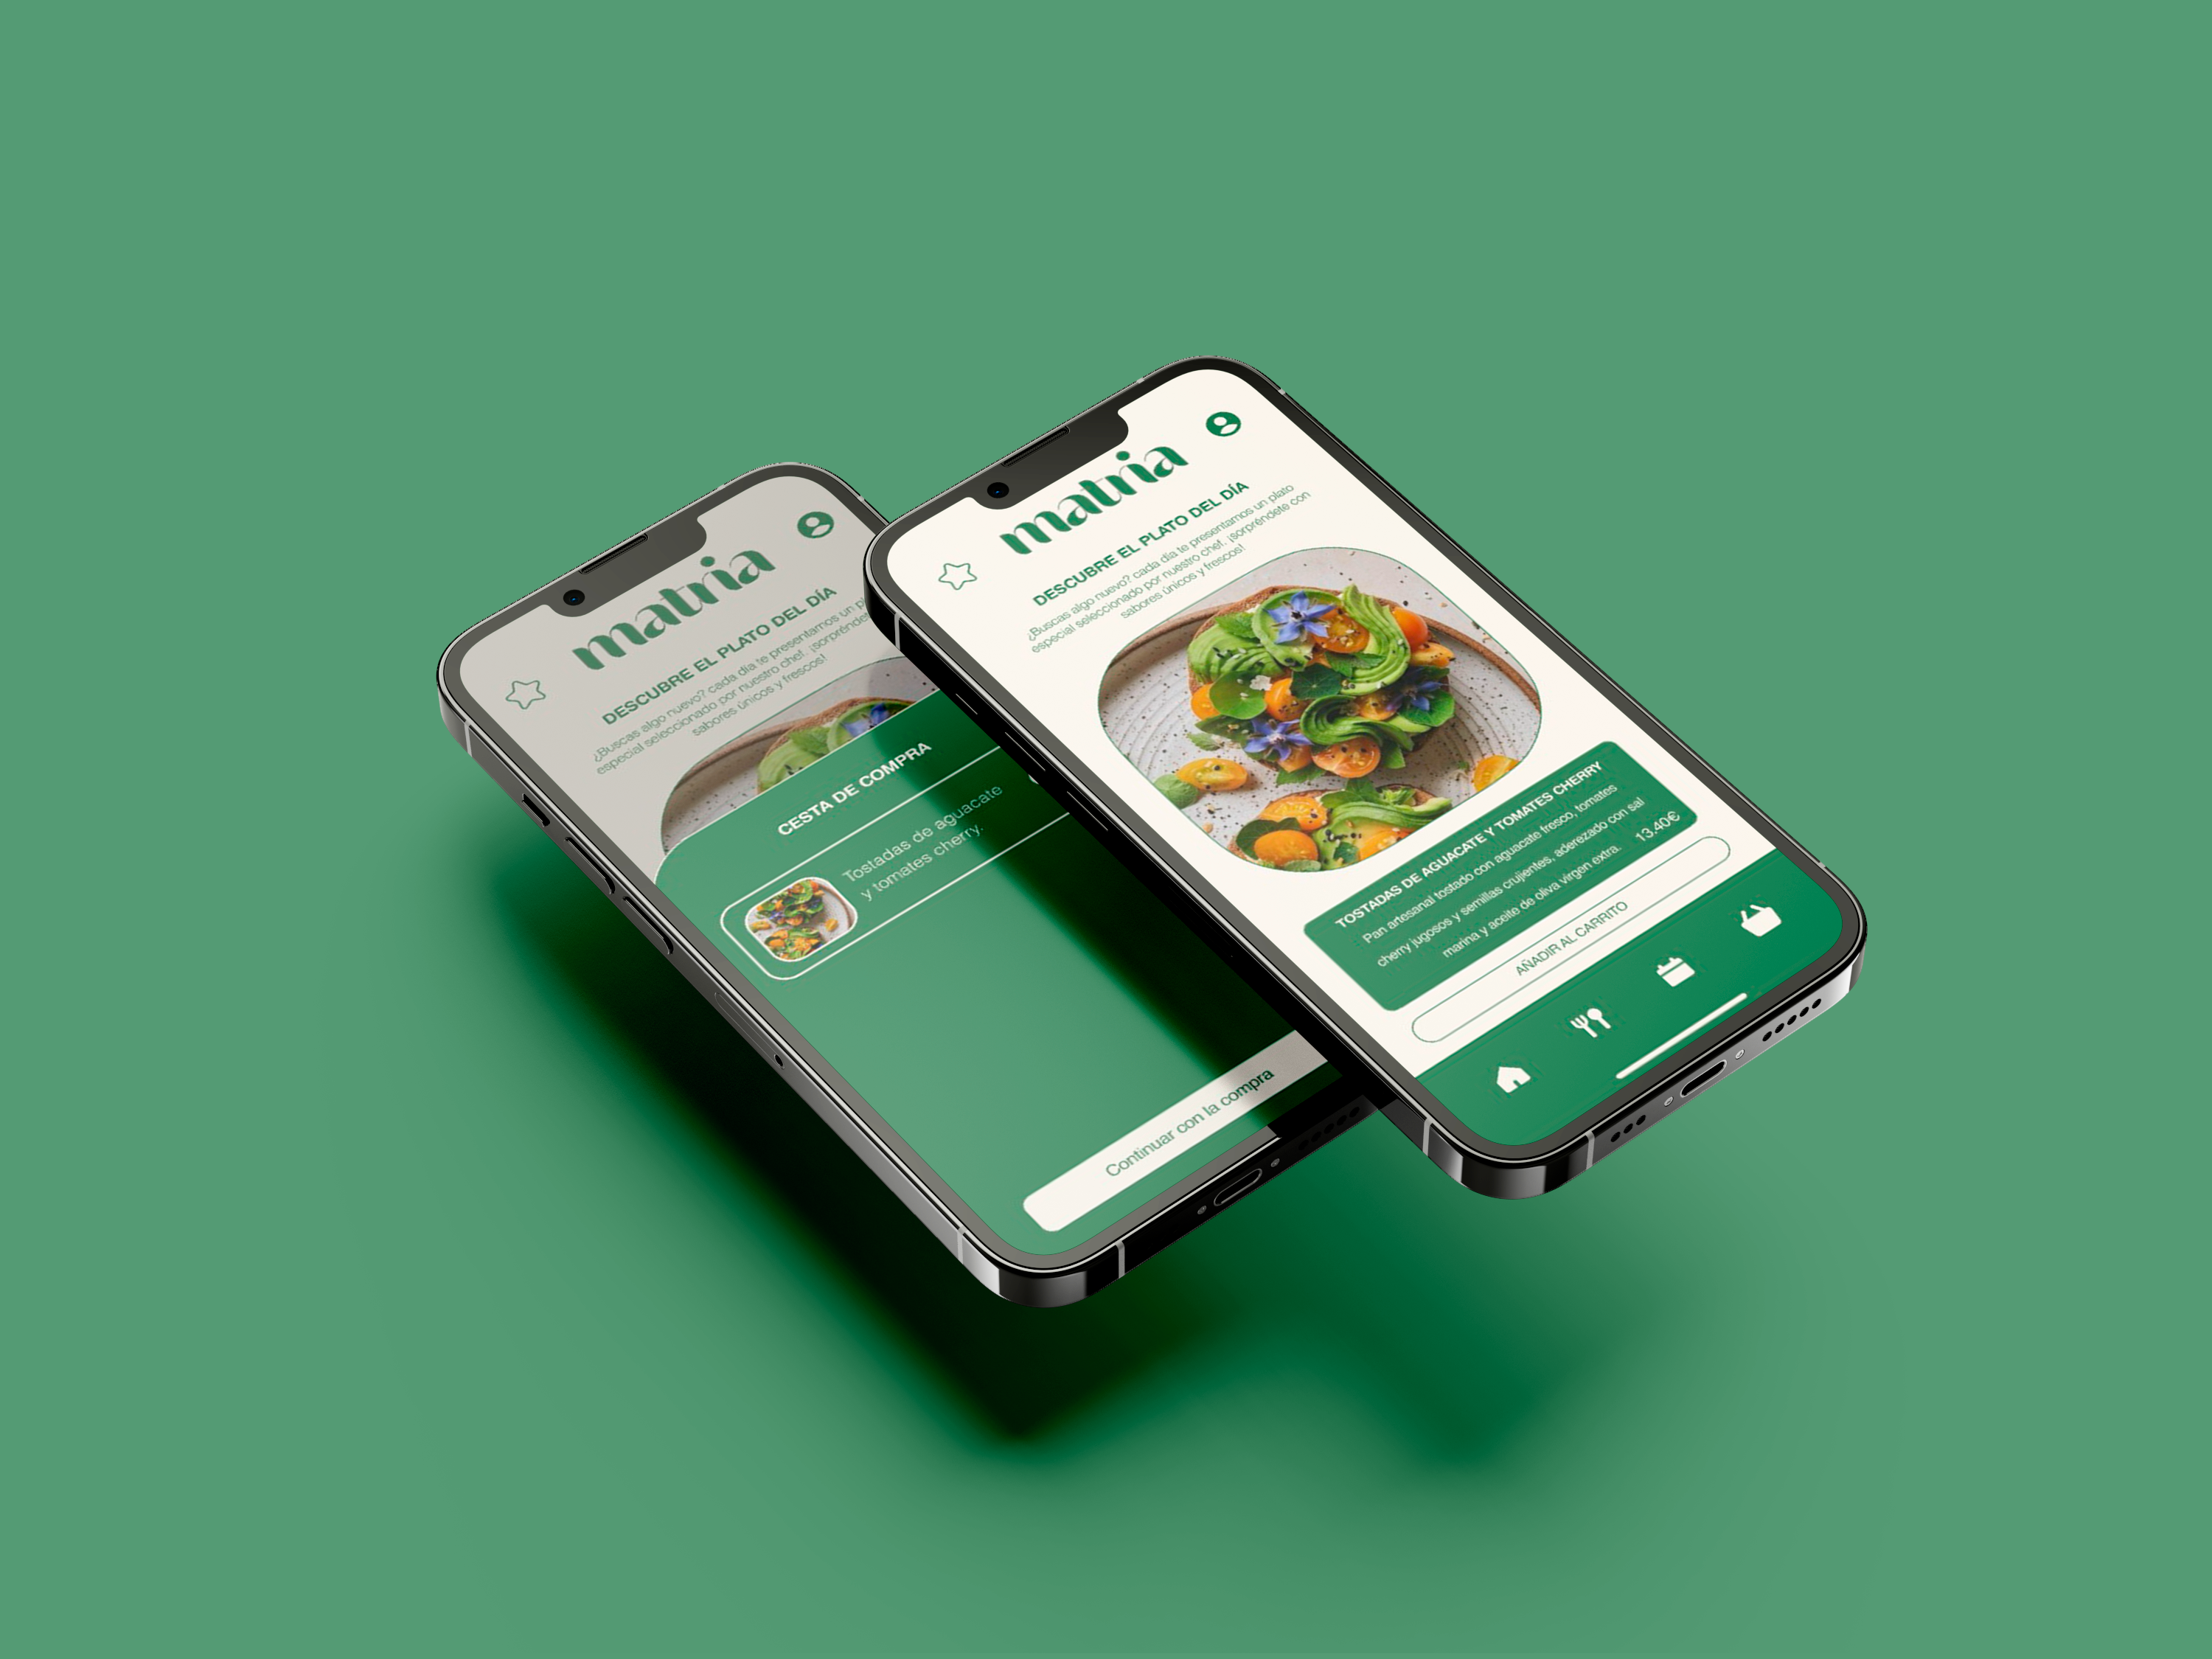 matria
DESCUBRE EL PLATO DEL DÍA
¿Buscas algo nuevo? cada día te presentamos un
especial seleccionado por nuestro chef, ¡sorpréndete
sabores únicos y frescos!
CESTA DE COMPRA
Tostadas de aguacate
y tomates cherry.
Continuar con la compra
matria
DESCUBRE EL PLATO DEL DÍA
¿Buscas algo nuevo? cada día te presentamos un plato
especial seleccionado por nuestro chef, ¡sorpréndete con
sabores únicos y frescos!
TOSTADAS DE AGUACATE Y TOMATES CHERRY
Pan artesanal tostado con aguacate fresco, tomates
cherry jugosos y semillas crujientes, aderezado con sal
marina y aceite de oliva virgen extra. 13.40€
AÑADIR AL CARRITO